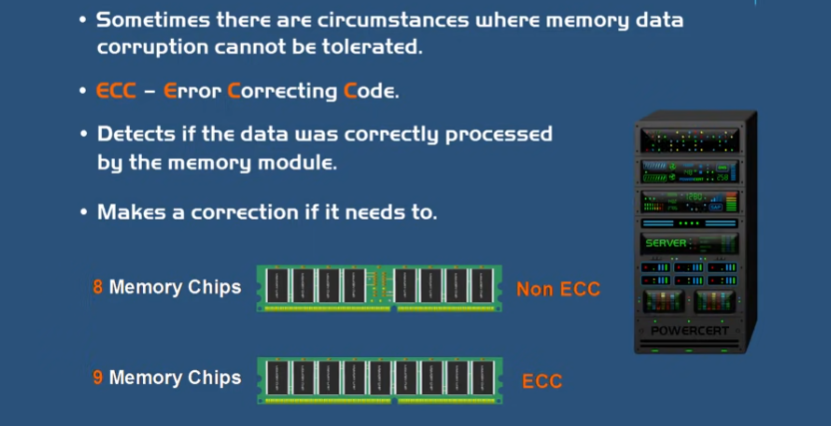 • Sometimes there are circumstances where memory data
corruption cannot be tolerated.
• ECC – Error Correcting Code.
• Detects if the data was correctly processed
by the memory module.
• Makes a correction if it needs to.
SERVER
8 Memory Chips
Non ECC
POWERCERT
9 Memory Chips
ECC